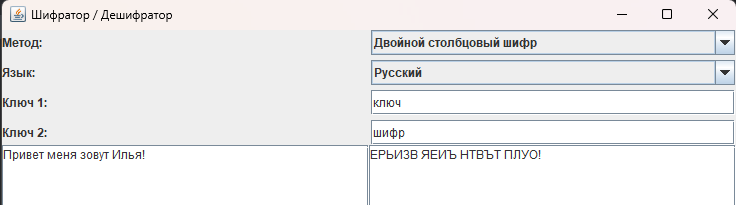 Шифратор / Дешифратор
Метод: Двойной столбцовый шифр
Язык: Русский
Ключ 1: ключ
Ключ 2: шифр
Привет меня зовут Илья! ЕРЬИЗВ ЯЕИЪ НТВЪТ ПЛУО!